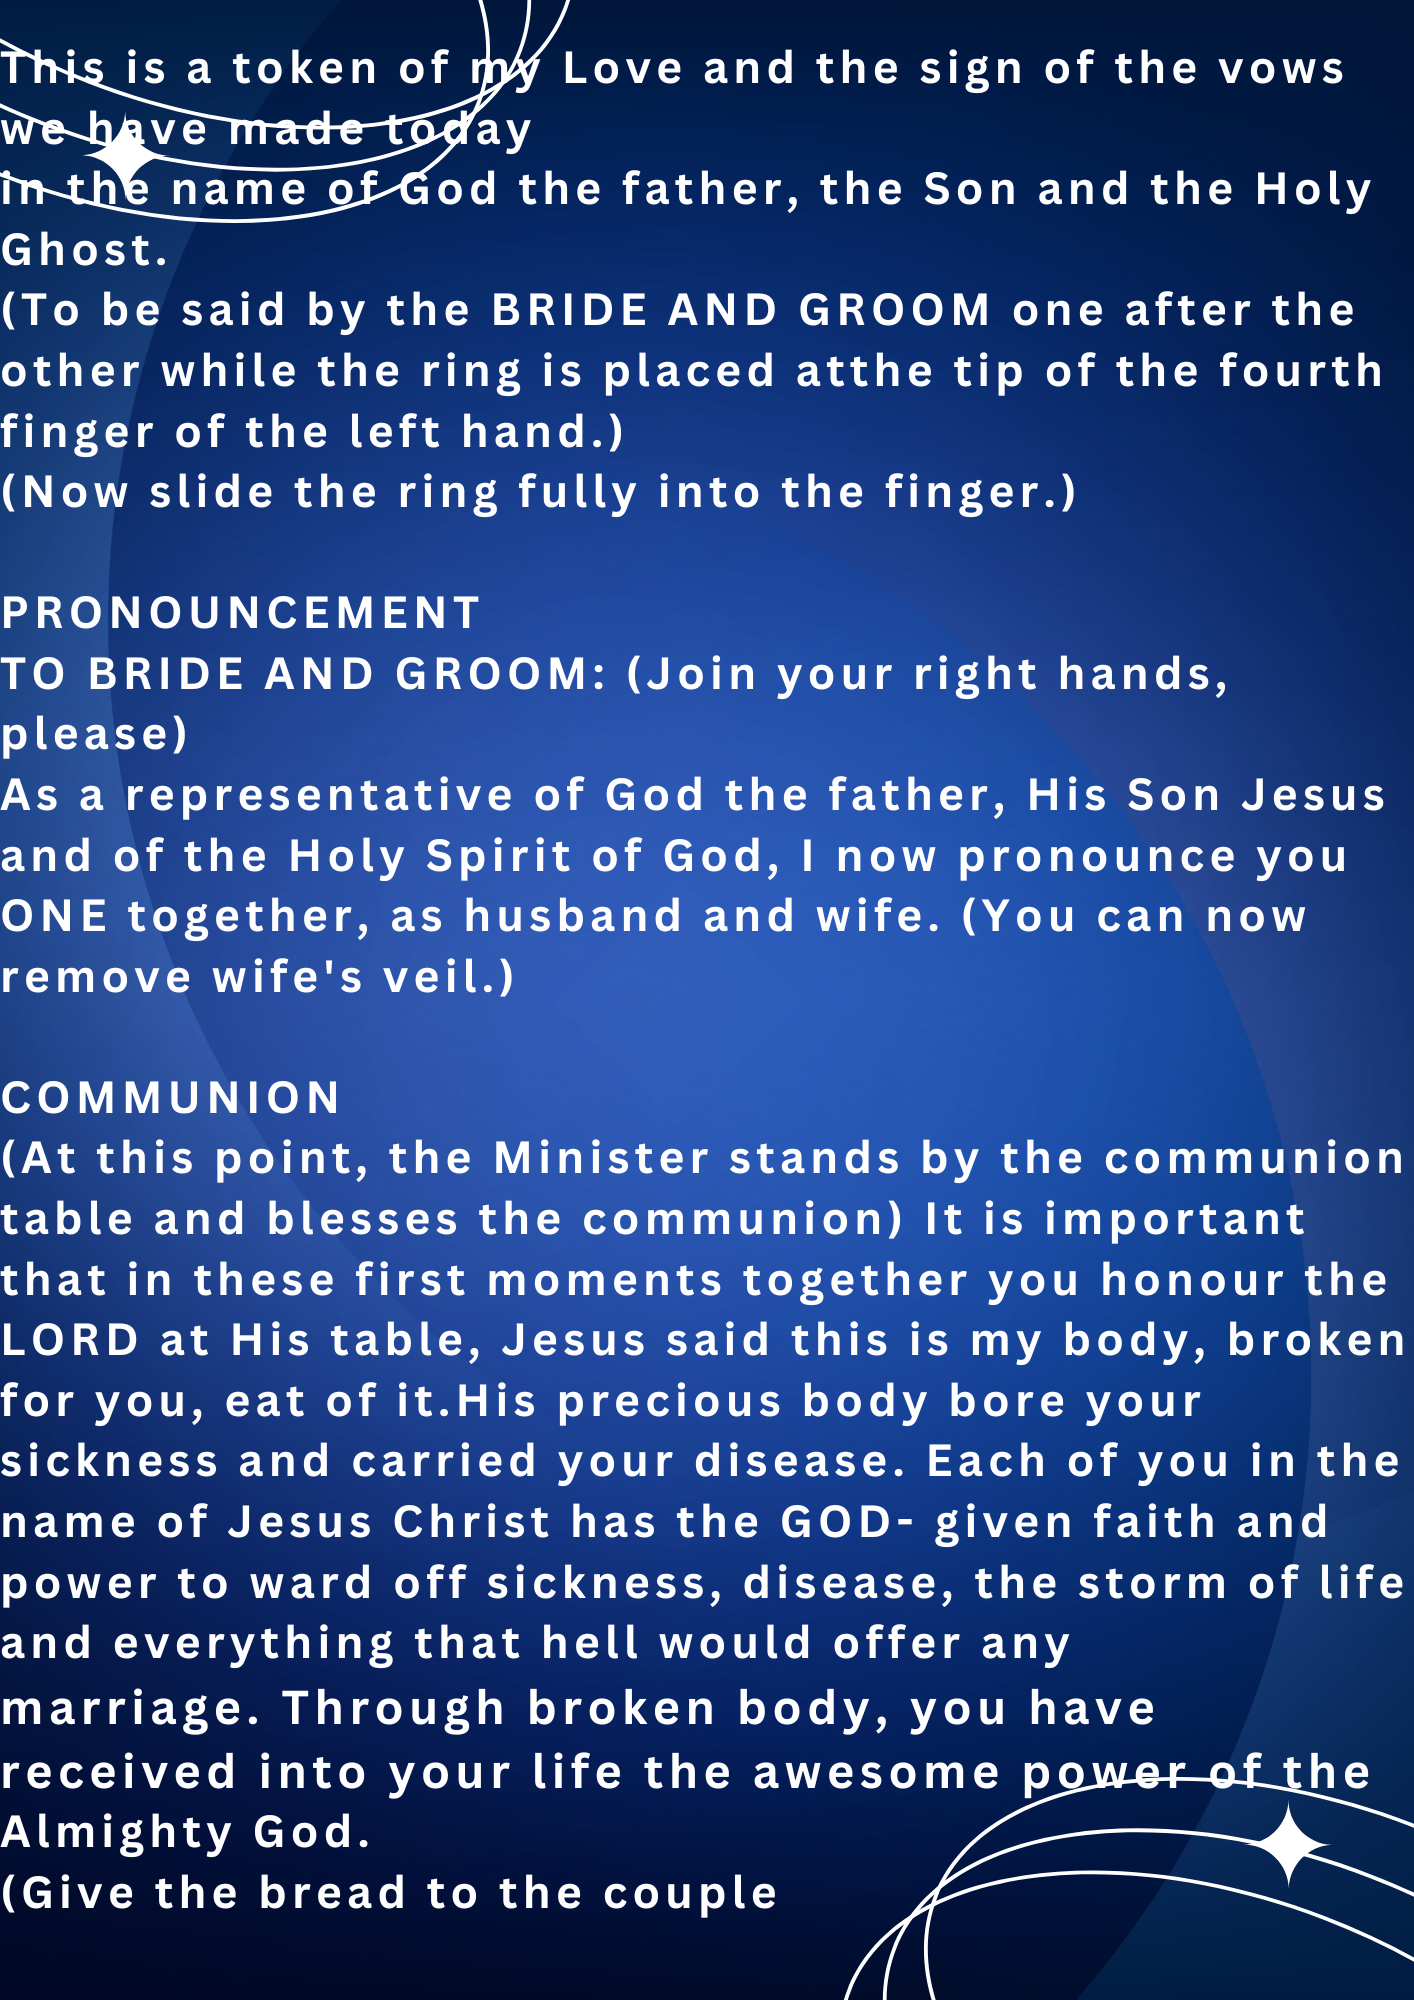 This is a token of my Love and the sign of the vows
we have made today
in the name of God the father, the Son and the Holy
Ghost.
(To be said by the BRIDE AND GROOM one after the
other while the ring is placed atthe tip of the fourth
finger of the left hand.)
(Now slide the ring fully into the finger.)
PRONOUNCEMENT
TO BRIDE AND GROOM: (Join your right hands,
please)
As a representative of God the father, His Son Jesus
and of the Holy Spirit of God, I now pronounce you
ONE together, as husband and wife. (You can now
remove wife's veil.)
COMMUNION
(At this point, the Minister stands by the communion
table and blesses the communion) It is important
that in these first moments together you honour the
LORD at His table, Jesus said this is my body, broken
for you, eat of it.His precious body bore your
sickness and carried your disease. Each of you in the
name of Jesus Christ has the GOD- given faith and
power to ward off sickness, disease, the storm of life
and everything that hell would offer any
marriage. Through broken body, you have
received into your life the awesome power of the
Almighty God.
(Give the bread to the couple